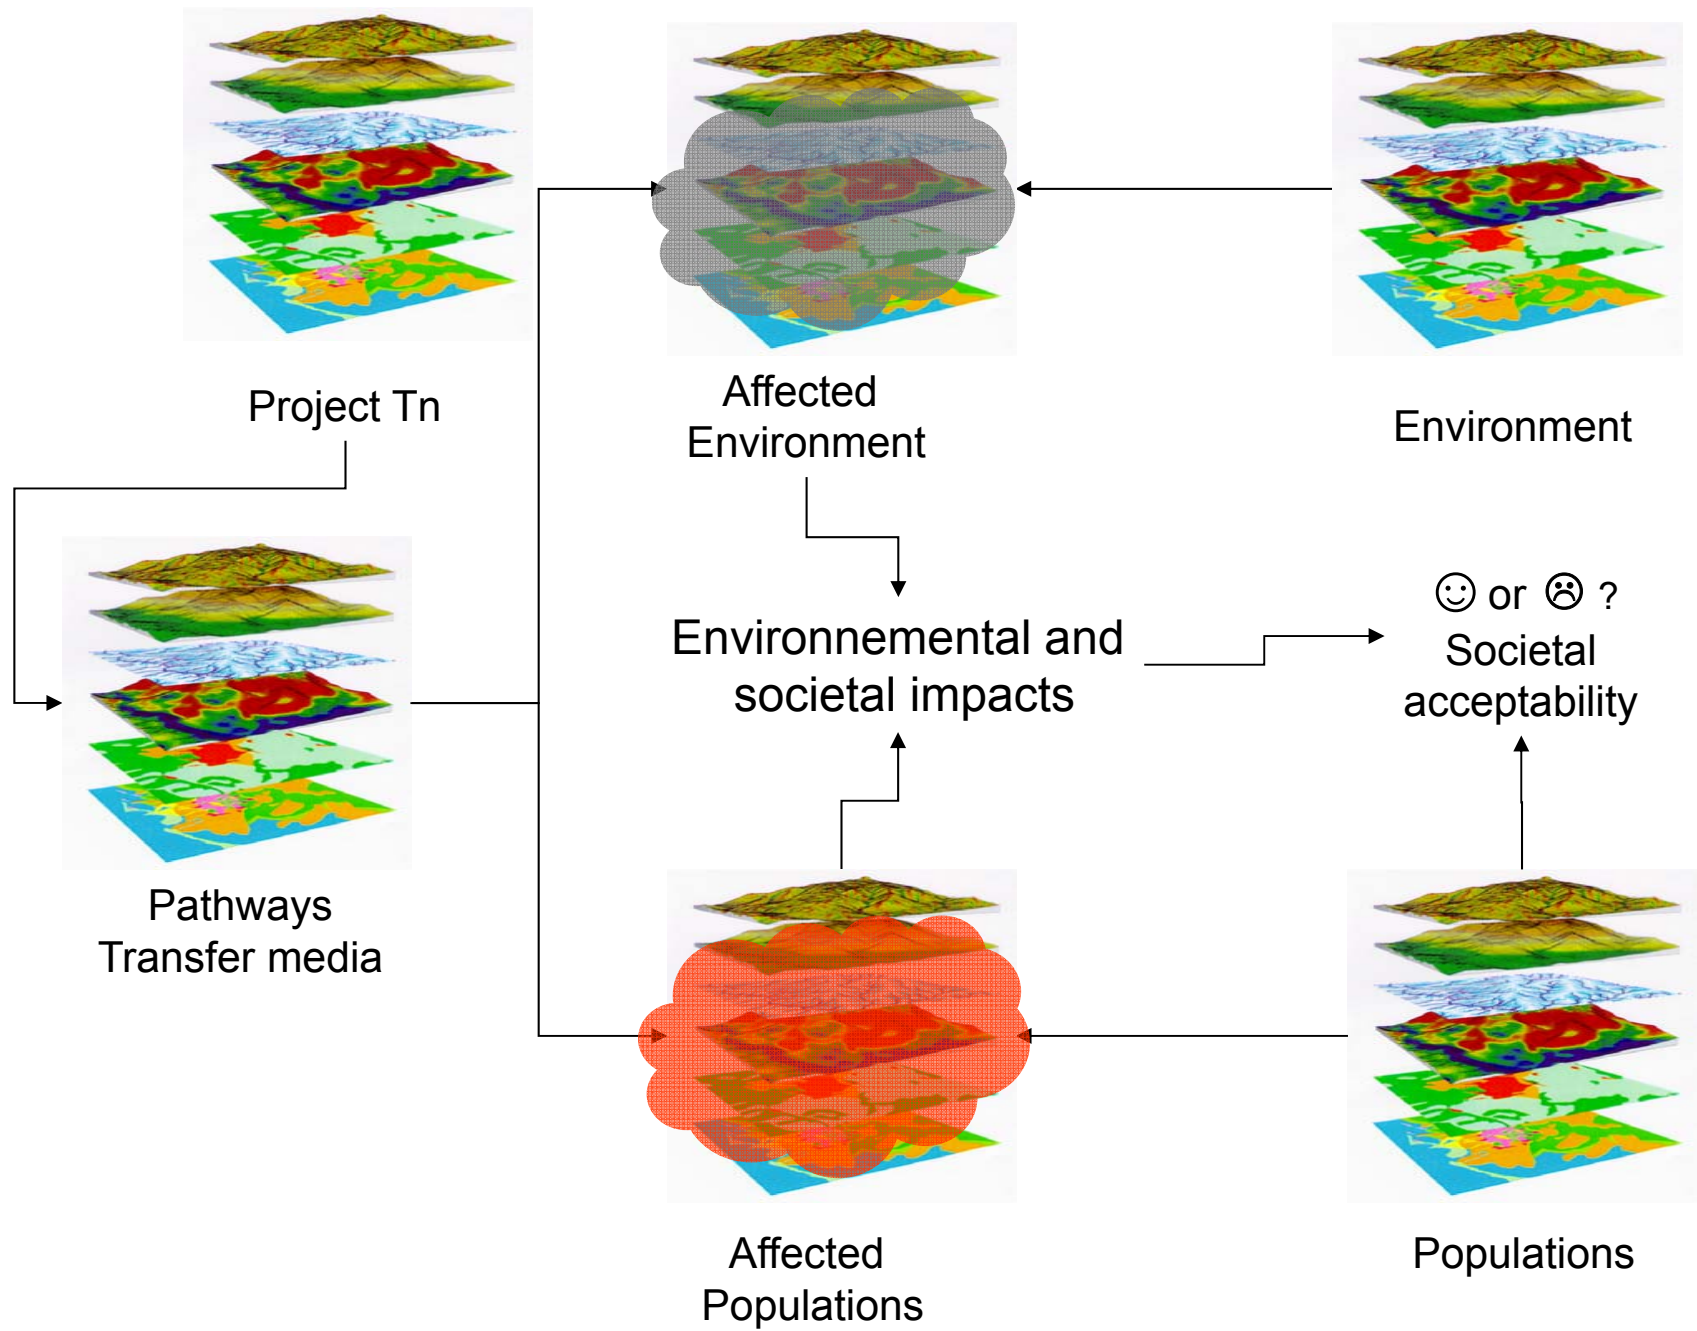 Project Tn
Affected
Environment
Environment
Pathways
Transfer media
Environnemental and
societal impacts
☺ or ☹ ?
Societal
acceptability
Affected
Populations
Populations